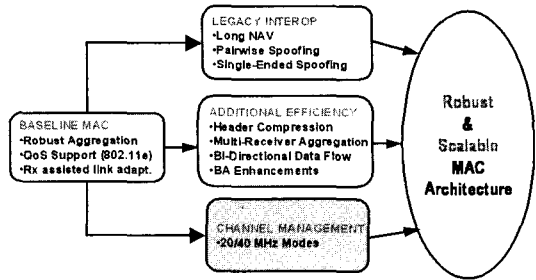 LEGACY INTEROP
•Long NAV
•Pairwise Spoofing
•Single-Ended Spoofing
BASELINE MAC
•Robust Aggregation
•QoS Support (802.11e)
•Rx assisted link adapt.
ADDITIONAL EFFICIENCY
•Header Compression
•Multi-Receiver Aggregation
•Bi-Directional Data Flow
•BA Enhancements
CHANNEL MANAGEMENT
•20/40 MHz Modes
Robust
&
Scalable
MAC
Architecture